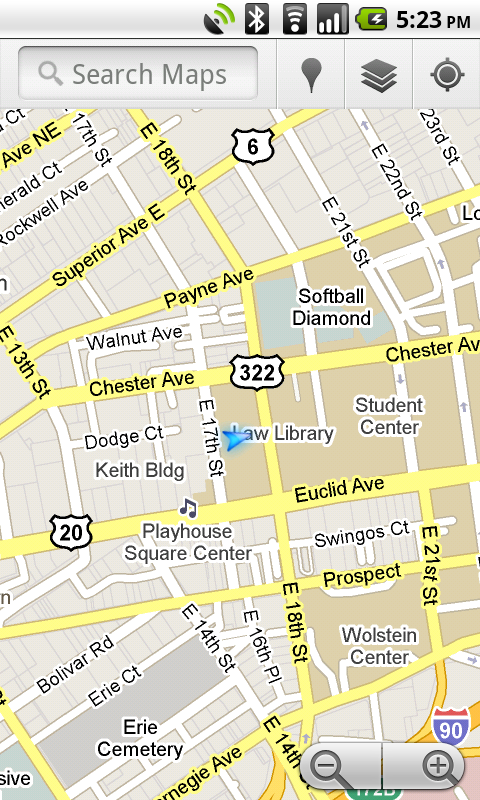 5:23 PM
Search Maps
Ct
Ave NE
17th St
E 18th St
6
E 22nd St
23rd St
erald Ct
Rockwell Ave
Superior Ave E
E 21st St
Lo
Payne Ave
Softball
Diamond
Walnut Ave
E 13th St
Chester Ave
322
Chester Av
E 17th St
Student
Center
Dodge Ct
Law Library
Keith Bldg
Euclid Ave
20
Playhouse
Square Center
Swingos Ct
E 21st St
Prospect
E 18th St
E 14th St
E 16th Pl
Wolstein
Center
Bolivar Rd
Erie Ct
Erie
Cemetery
E 14th
90
rnegie Ave
sive
172B